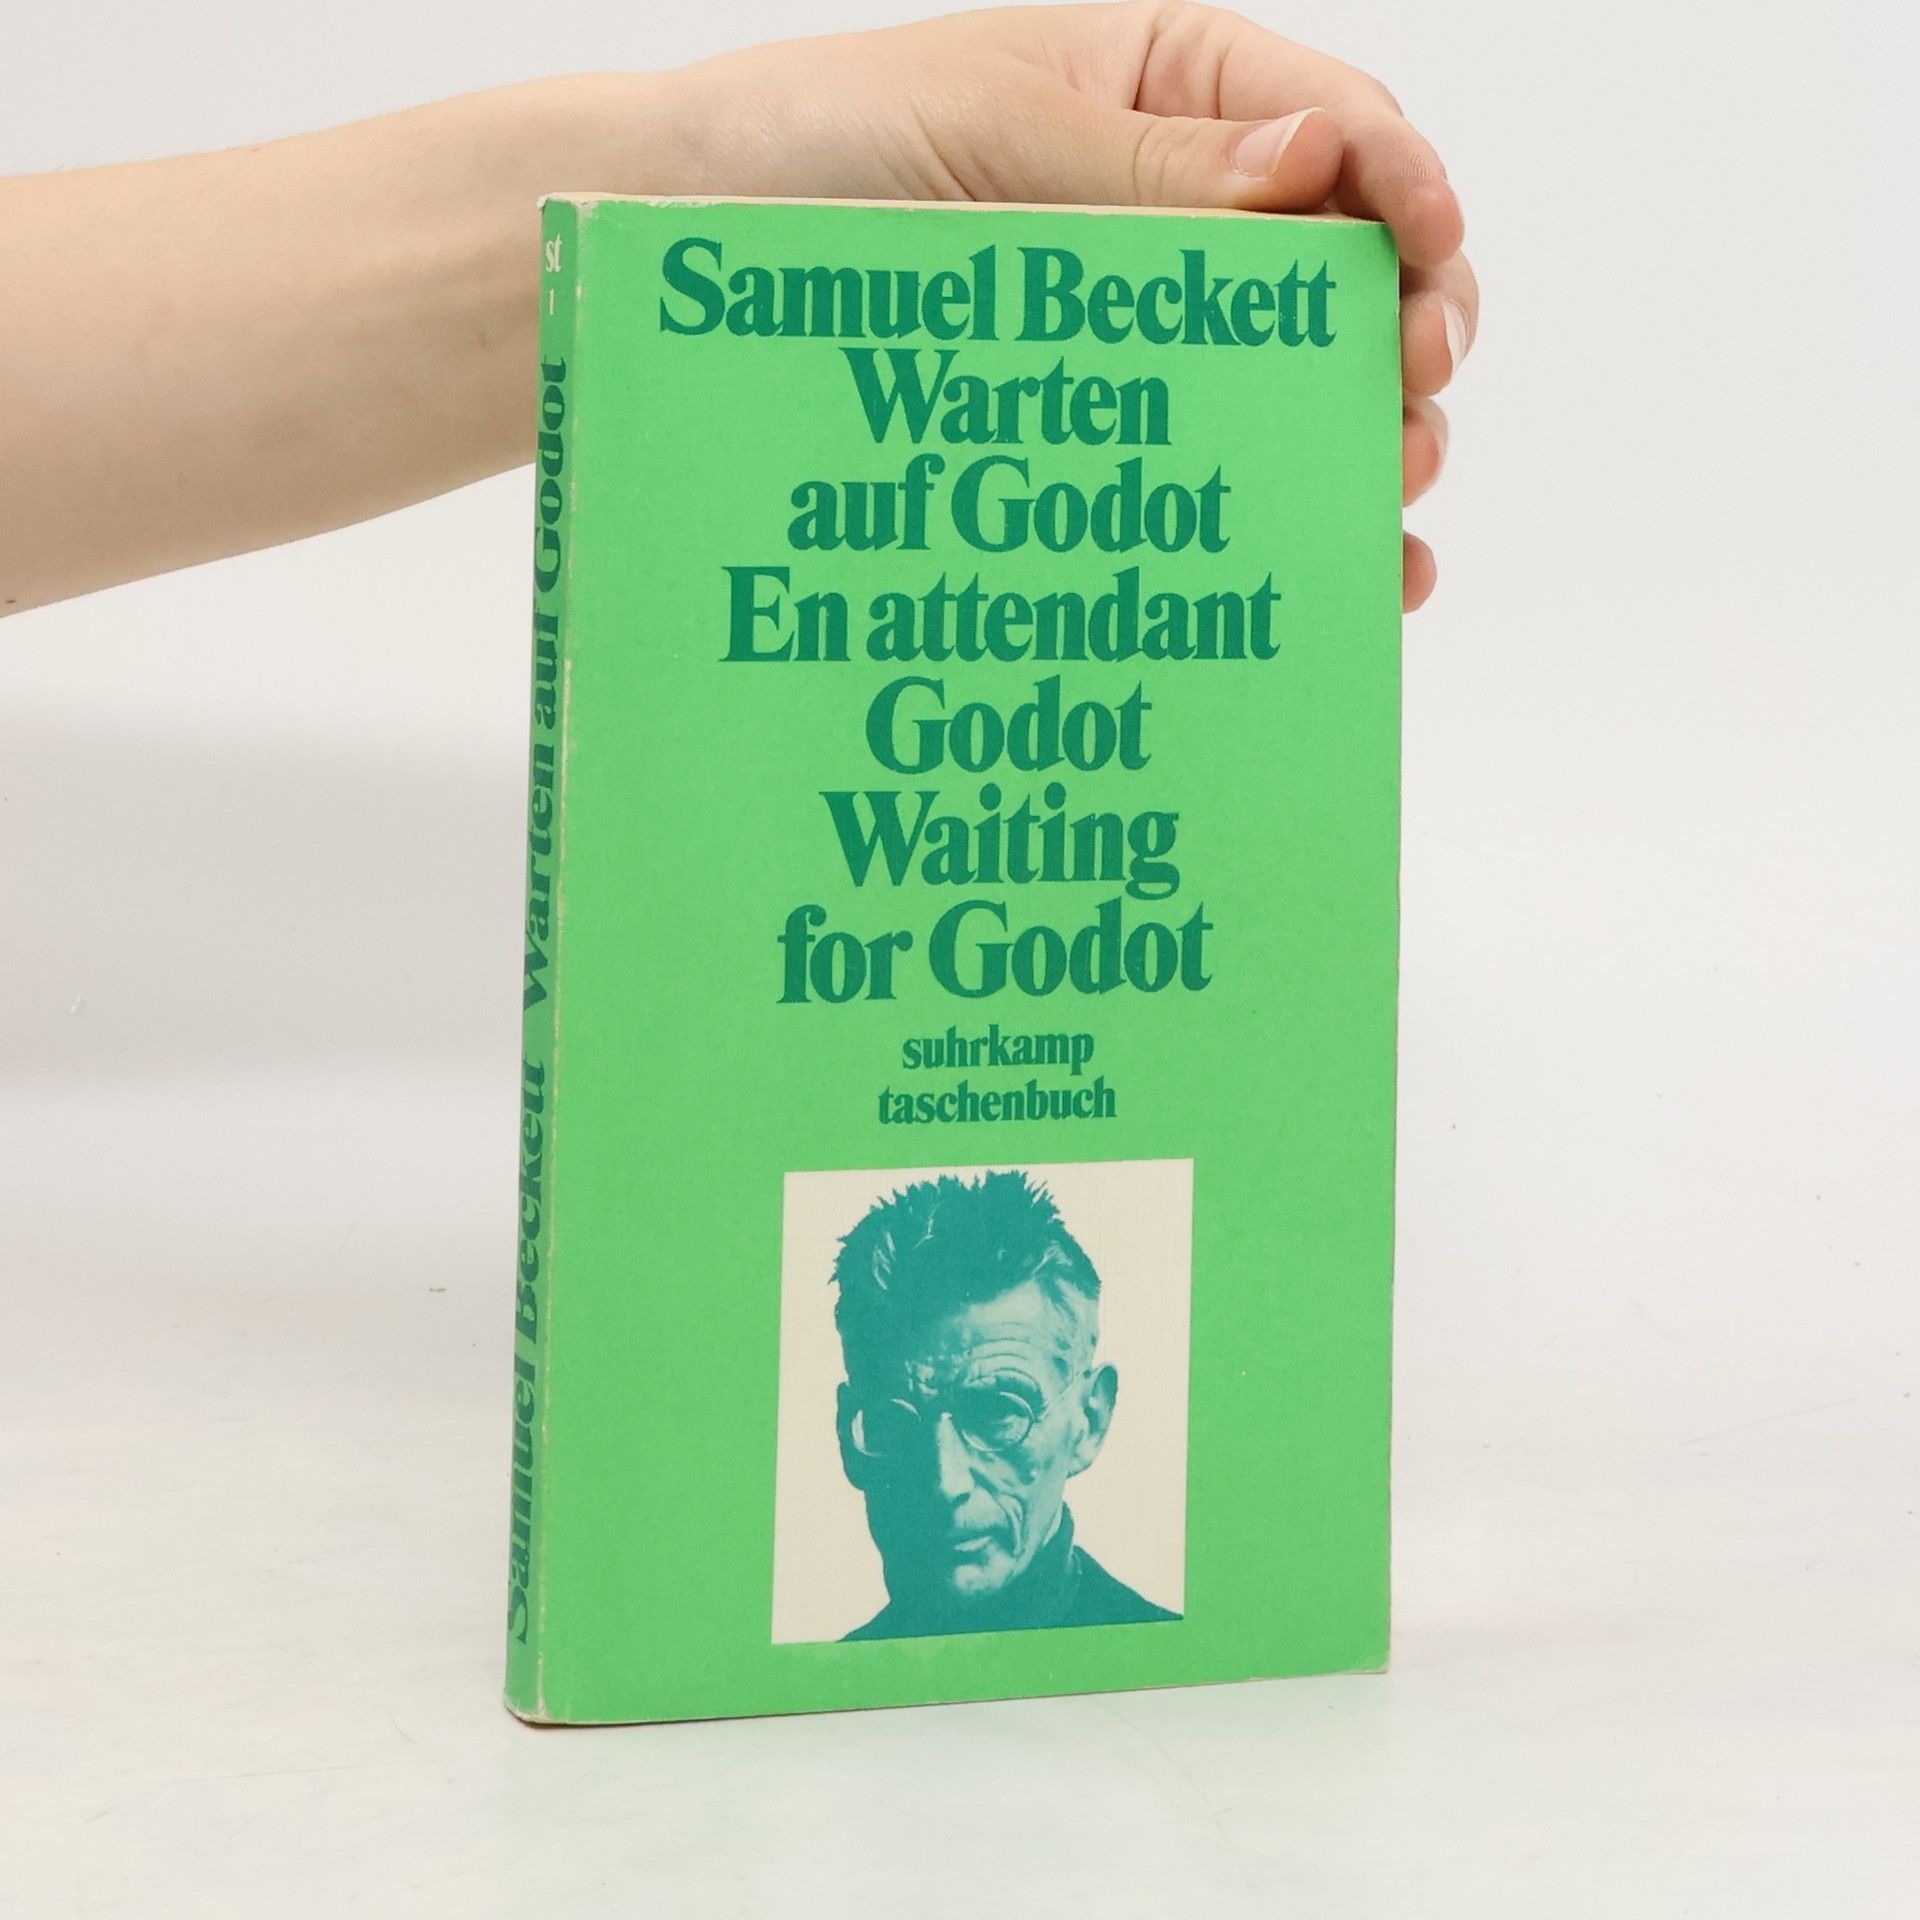 st
1
Samuel Beckett Warten auf Godot
Samuel Beckett
Warten
auf Godot
En attendant
Godot
Waiting
for Godot
suhrkamp
taschenbuch